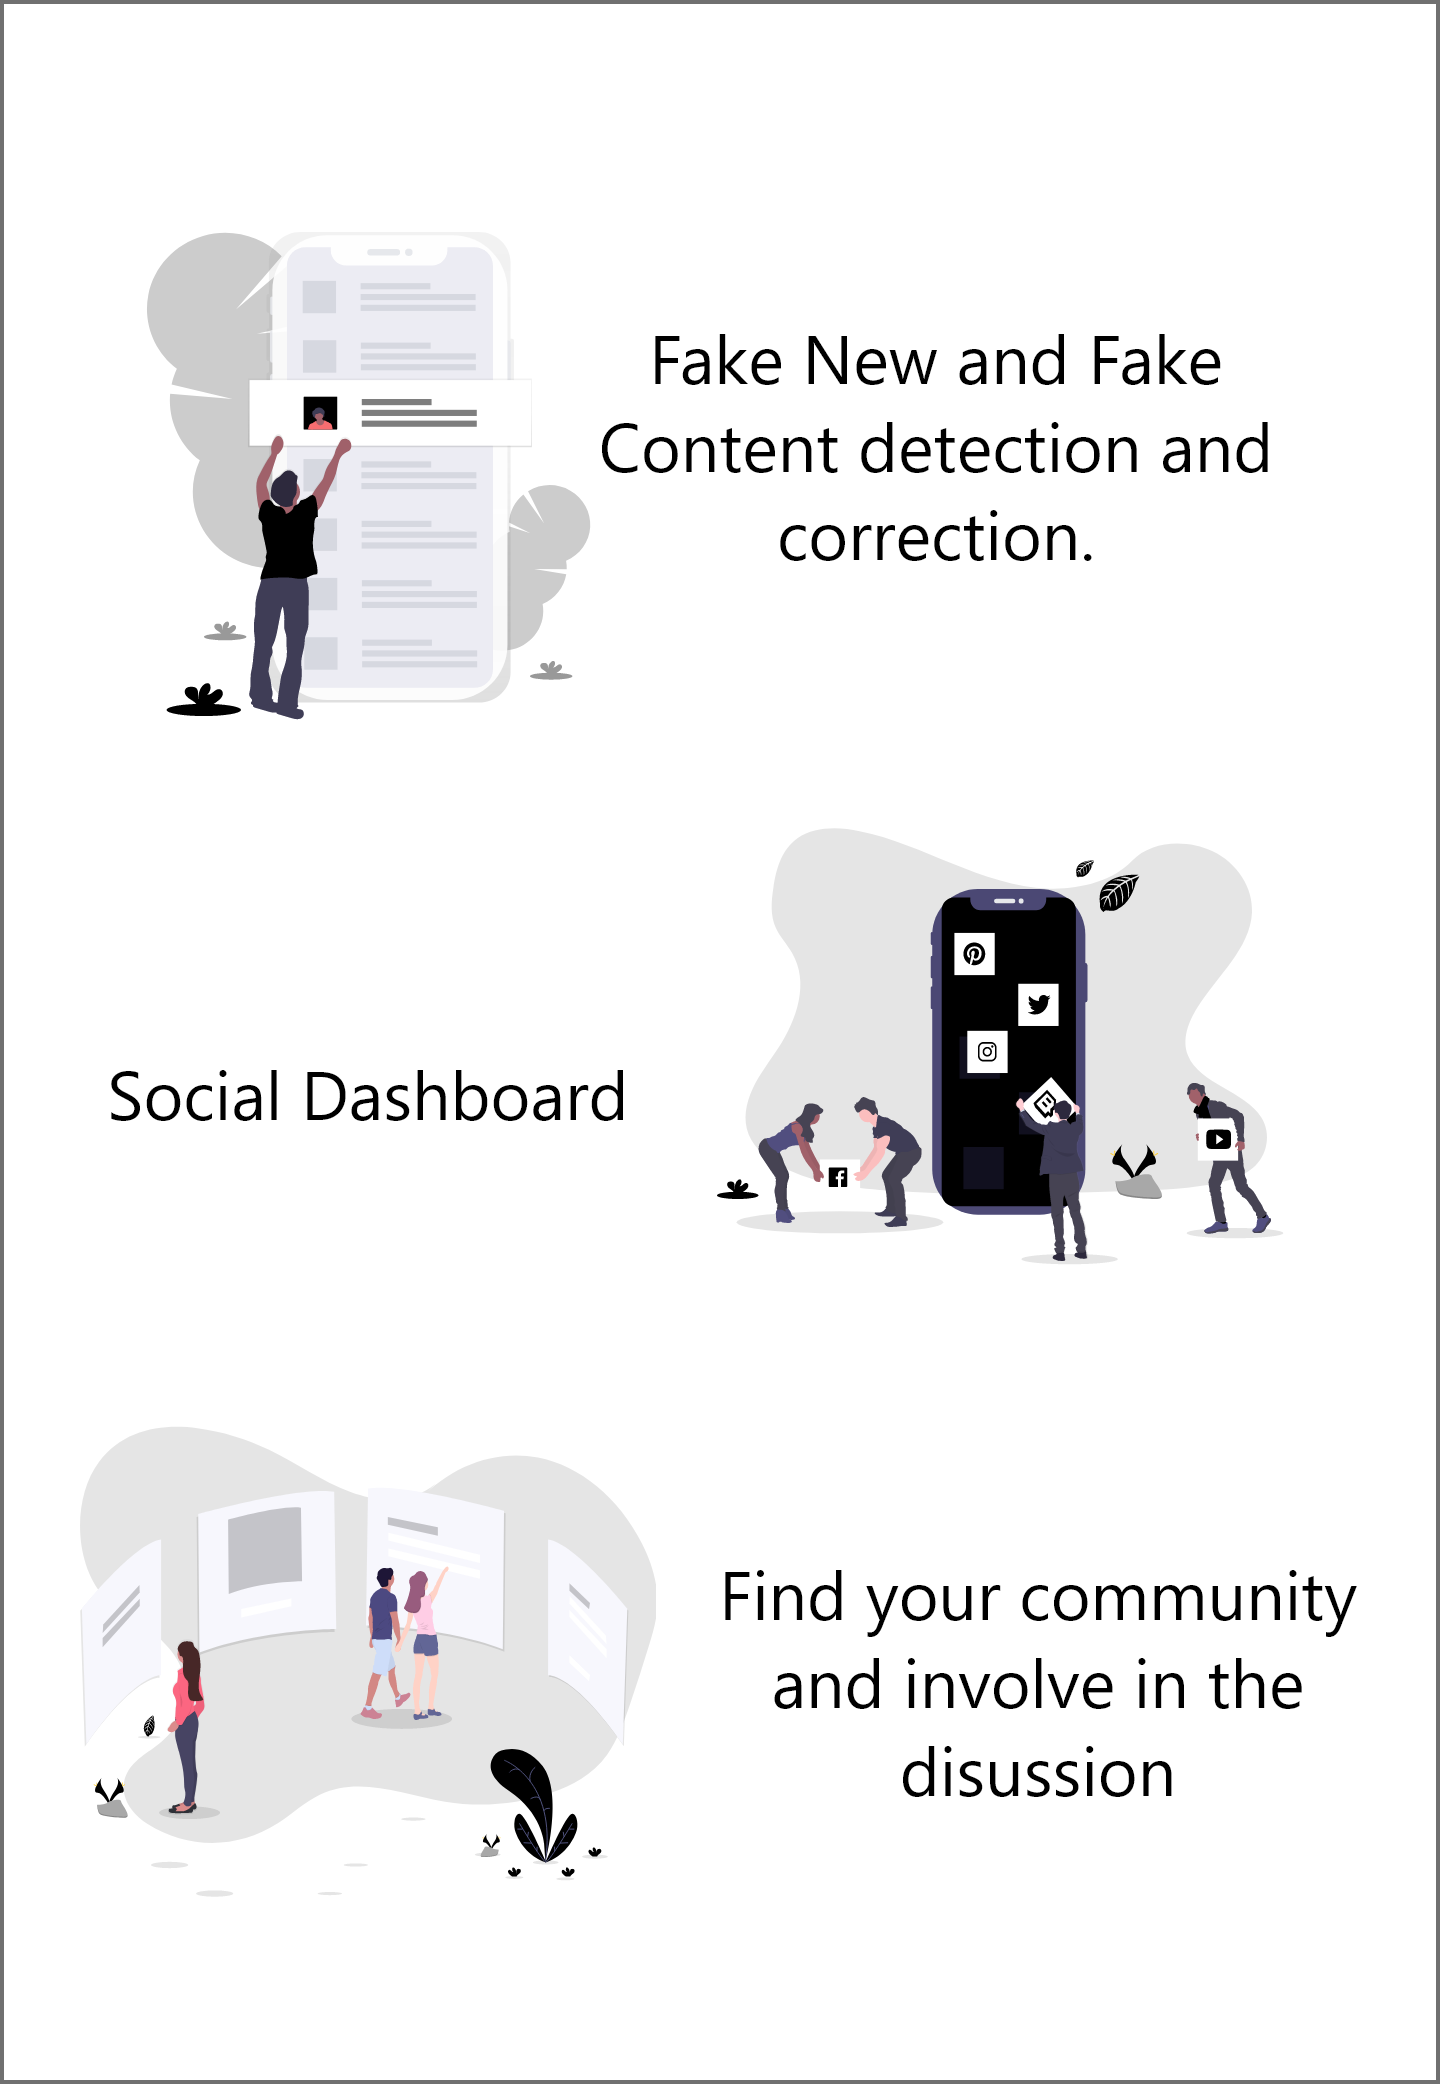 Fake New and Fake
Content detection and
correction.
Social Dashboard
Find your community
and involve in the
disussion